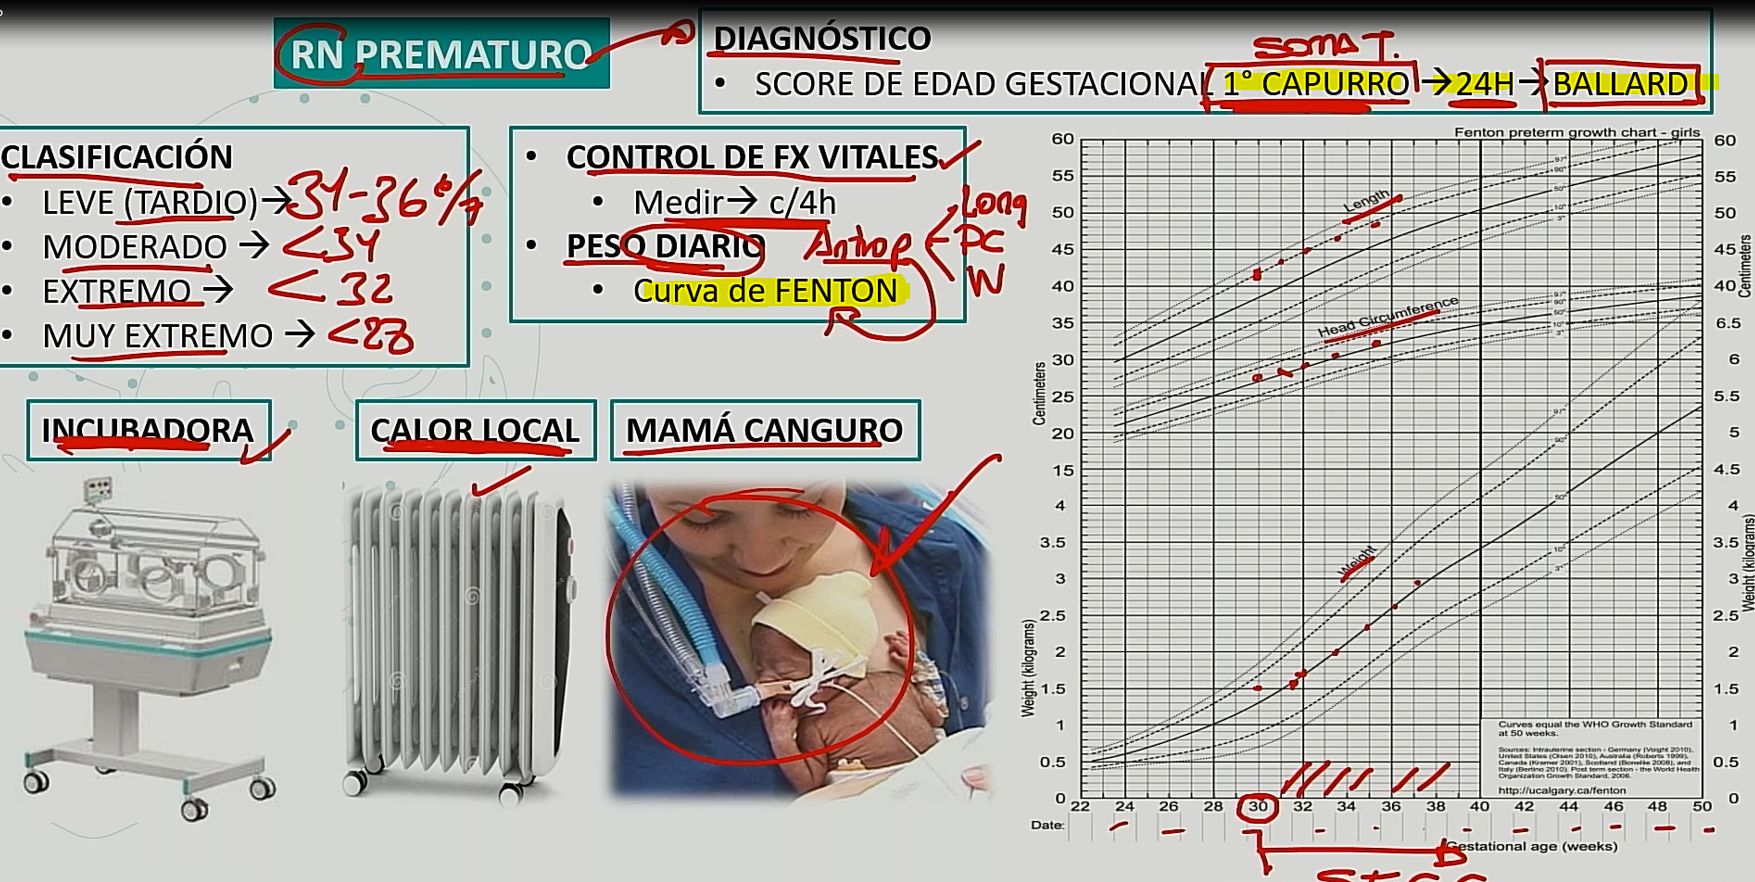 RN PREMATURO
DIAGNÓSTICO
SOMAT.
• SCORE DE EDAD GESTACIONAL 1° CAPURRO → 24H → BALLARD
CLASIFICACIÓN
• LEVE (TARDIO) → 34-36 6/7
• MODERADO → <34
• EXTREMO → <32
• MUY EXTREMO → <28
• CONTROL DE FX VITALES
• Medir → c/4h
• PESO DIARIO
• Curva de FENTON
Antrop
Long
PC
W
INCUBADORA
CALOR LOCAL
MAMÁ CANGURO
Fenton preterm growth chart - girls
60
55
50
45
40
35
30
25
20
15
4
3.5
3
2.5
2
1.5
1
0.5
0
Centimeters
Weight (kilograms)
Length
Head Circumference
Weight
60
55
50
45
40
6.5
6
5.5
5
4.5
4
3.5
3
2.5
2
1.5
1
0.5
0
Centimeters
Weight (kilograms)
Curves equal the WHO Growth Standard
at 50 weeks.
Sources: Intrauterine section - Germany (Voight 2010),
United States (Olsen 2010), Australia (Roberts 1999),
Canada (Kramer 2001), Scotland (Bonellie 2008), and
Italy (Bertino 2010). Post term section - the World Health
Organization Growth Standard, 2006.
http://ucalgary.ca/fenton
22 24 26 28 30 32 34 36 38 40 42 44 46 48 50
Date:
Gestational age (weeks)